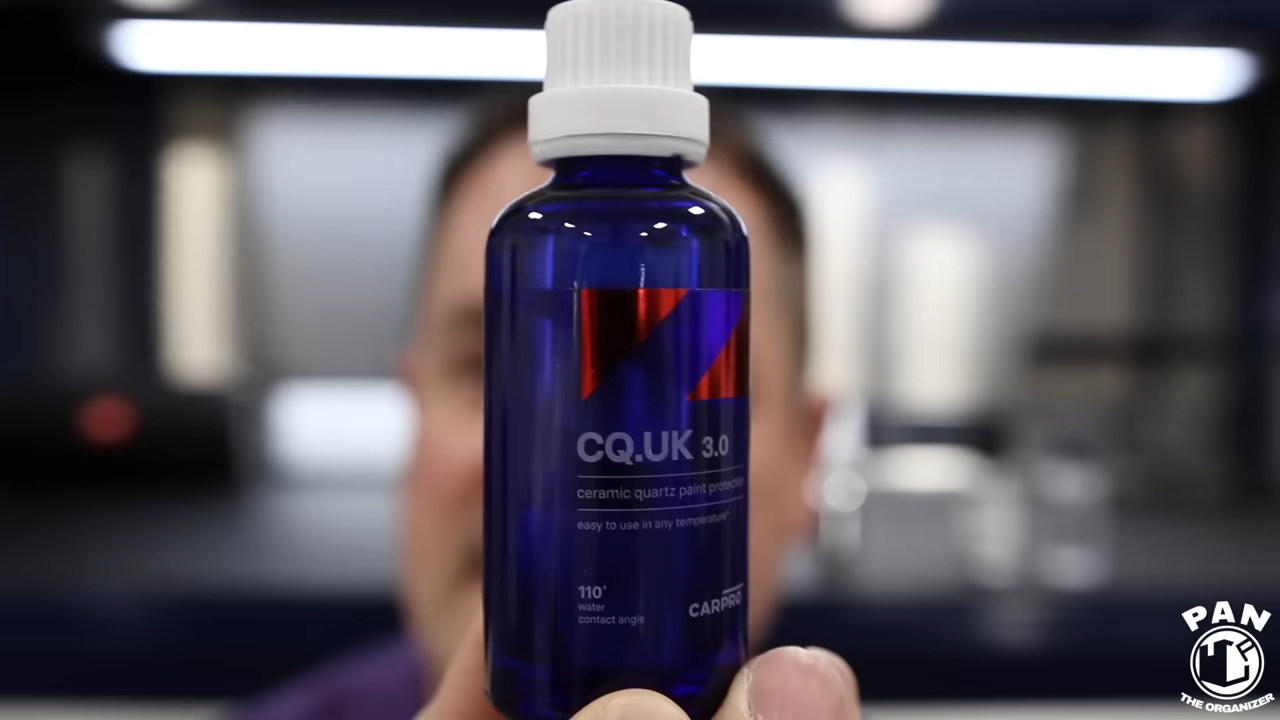 CQ.UK 3.0
ceramic quartz paint protection
easy to use in any temperature*
110°
water
contact angle
CARPRO
PAN
THE ORGANIZER